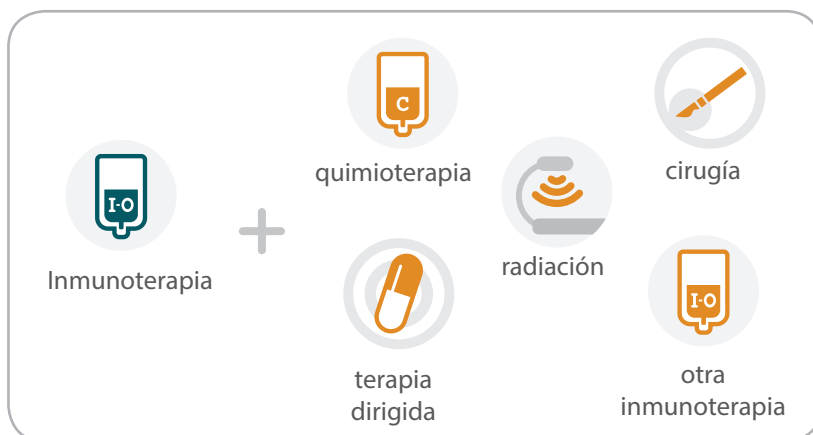 I-O
Inmunoterapia
C
quimioterapia
terapia
dirigida
radiación
cirugía
I-O
otra
inmunoterapia